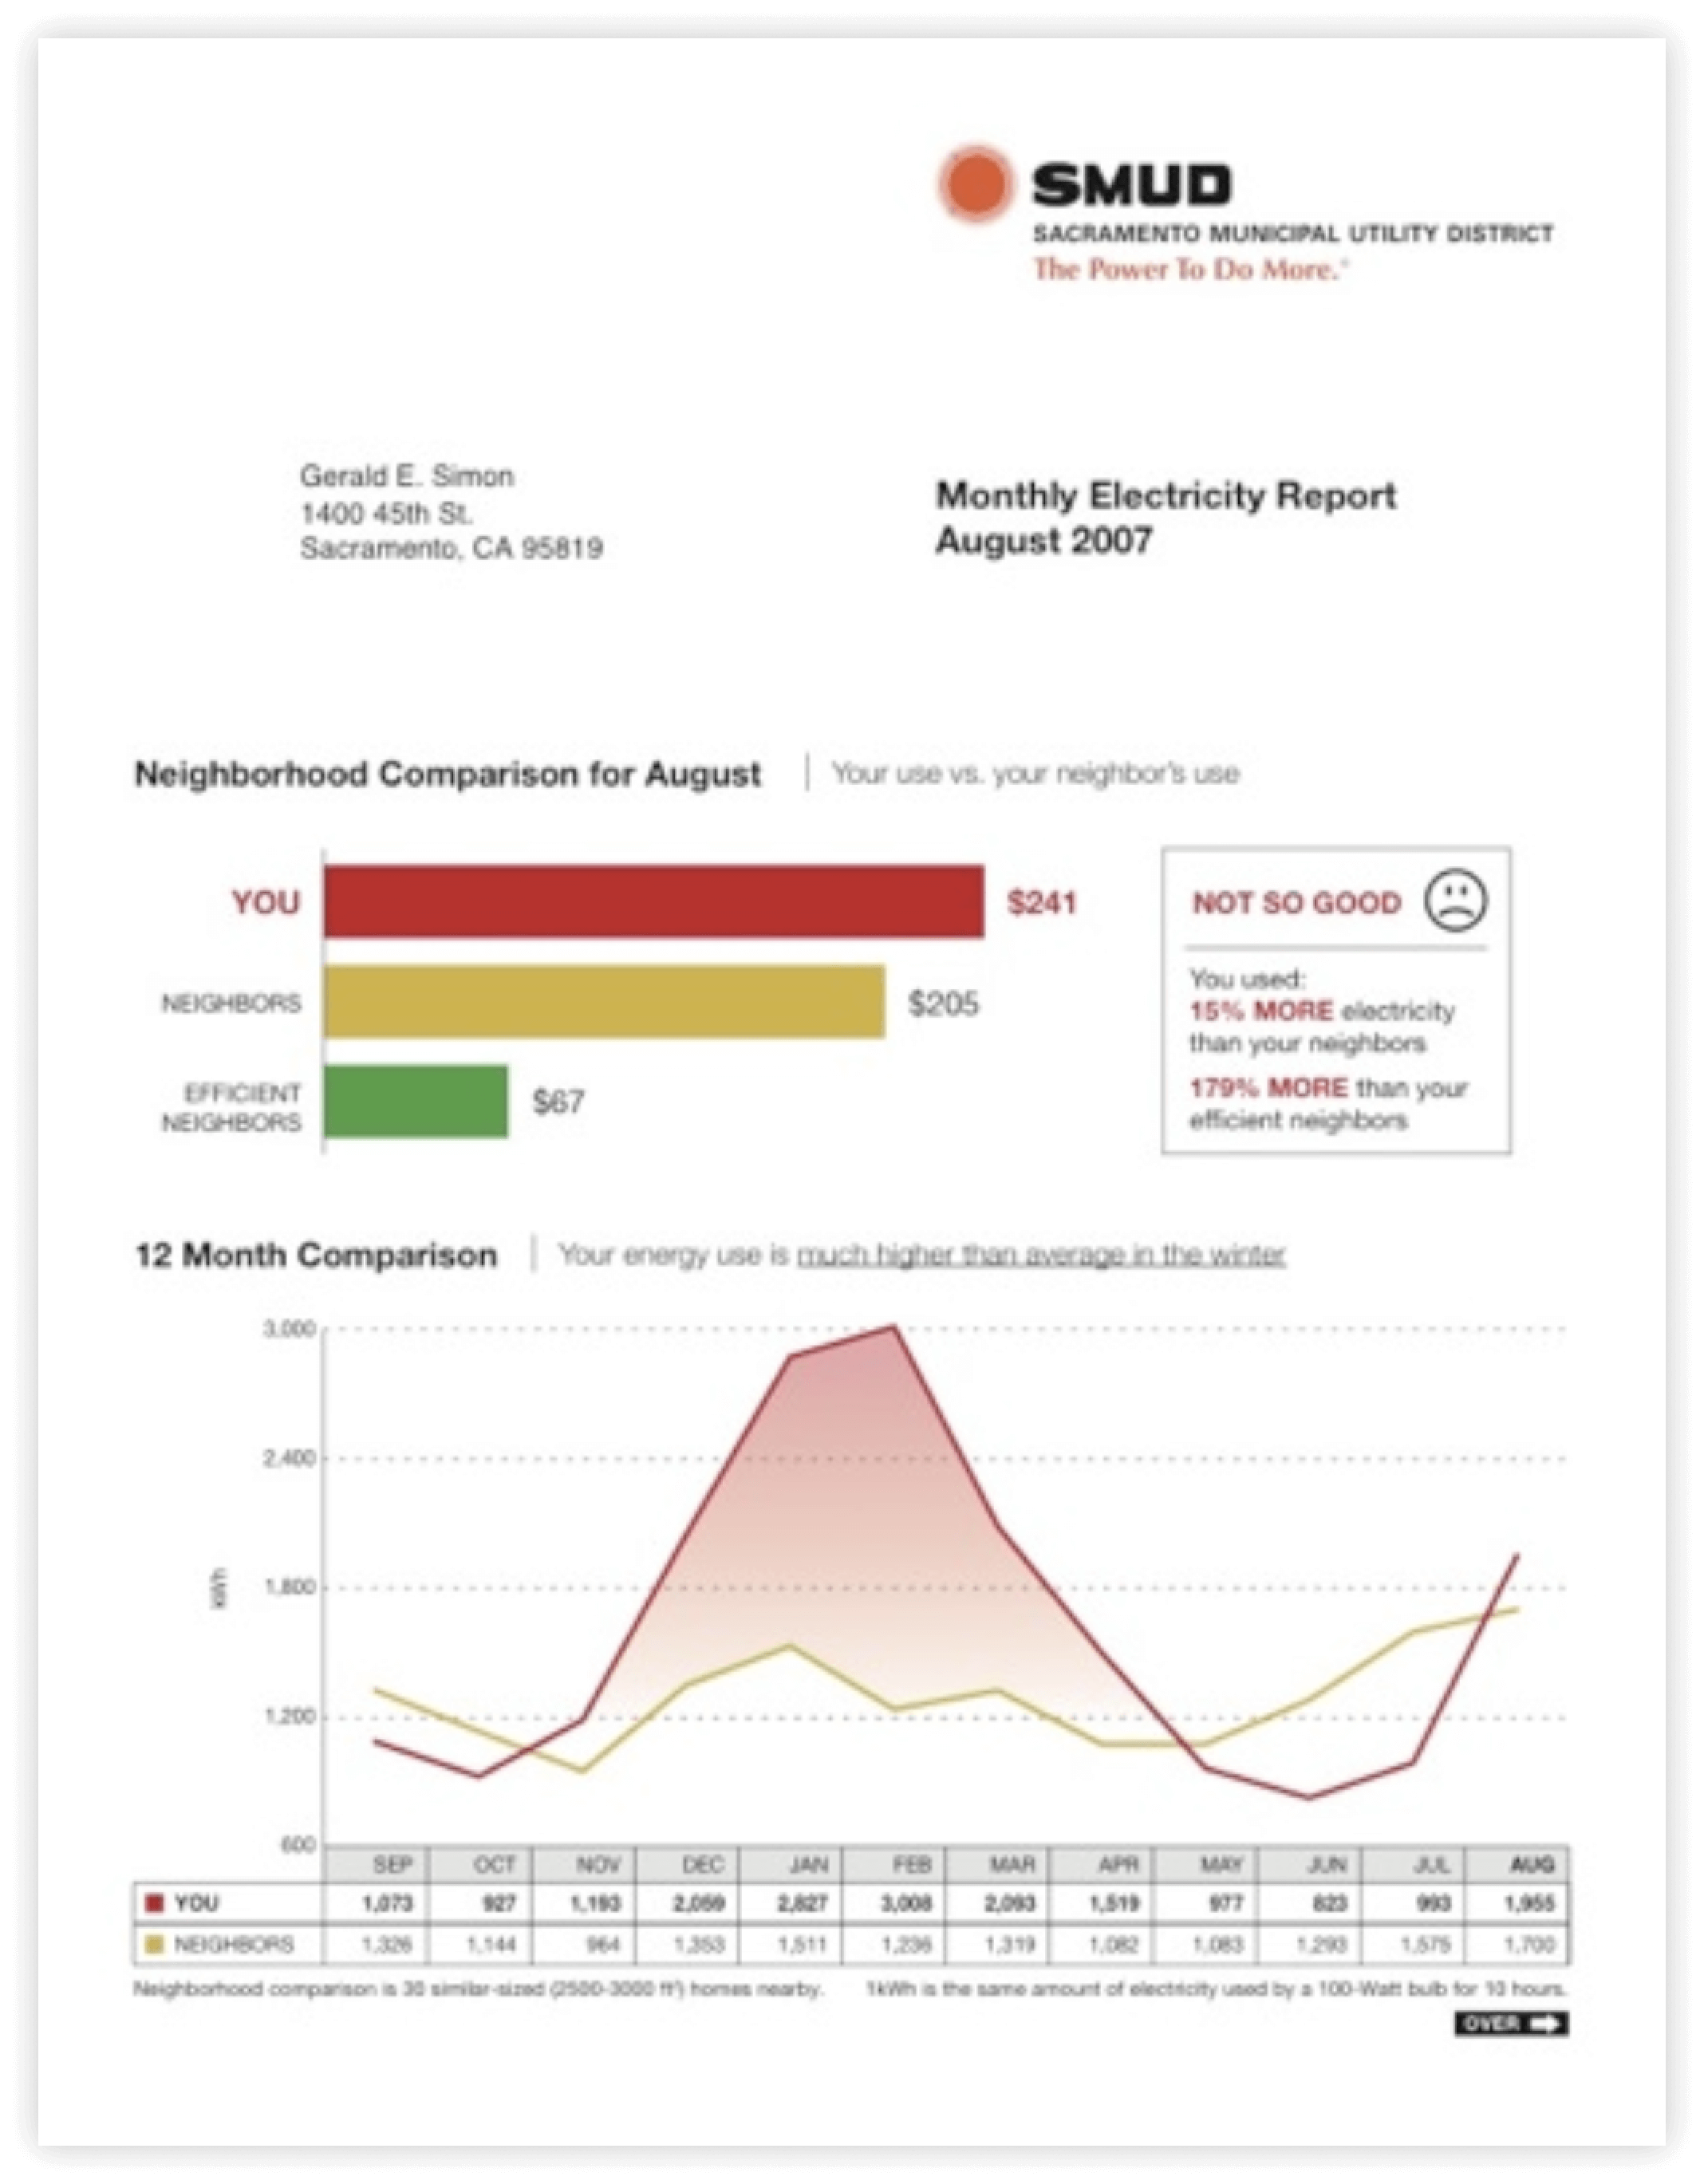 SMUD
SACRAMENTO MUNICIPAL UTILITY DISTRICT
The Power To Do More.®
Gerald E. Simon
1400 45th St.
Sacramento, CA 95819
Monthly Electricity Report
August 2007
Neighborhood Comparison for August | Your use vs. your neighbor's use
YOU $241
NEIGHBORS $205
EFFICIENT
NEIGHBORS $67
NOT SO GOOD
You used:
15% MORE electricity
than your neighbors
179% MORE than your
efficient neighbors
12 Month Comparison | Your energy use is much higher than average in the winter
3,000
2,400
kWh
1,800
1,200
600
SEP OCT NOV DEC JAN FEB MAR APR MAY JUN JUL AUG
YOU 1,073 927 1,193 2,059 2,827 3,008 2,093 1,519 977 823 993 1,955
NEIGHBORS 1,326 1,144 964 1,353 1,511 1,236 1,319 1,082 1,083 1,293 1,575 1,700
Neighborhood comparison is 30 similar-sized (2500-3000 ft²) homes nearby. 1kWh is the same amount of electricity used by a 100-Watt bulb for 10 hours.
OVER